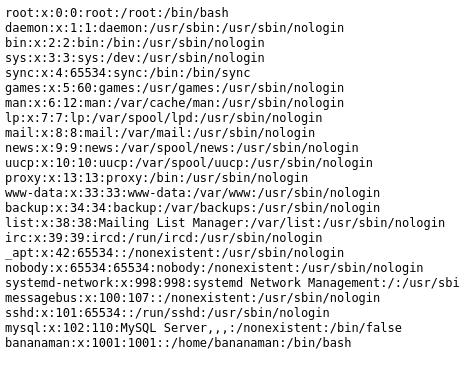 root:x:0:0:root:/root:/bin/bash
daemon:x:1:1:daemon:/usr/sbin:/usr/sbin/nologin
bin:x:2:2:bin:/bin:/usr/sbin/nologin
sys:x:3:3:sys:/dev:/usr/sbin/nologin
sync:x:4:65534:sync:/bin:/bin/sync
games:x:5:60:games:/usr/games:/usr/sbin/nologin
man:x:6:12:man:/var/cache/man:/usr/sbin/nologin
lp:x:7:7:lp:/var/spool/lpd:/usr/sbin/nologin
mail:x:8:8:mail:/var/mail:/usr/sbin/nologin
news:x:9:9:news:/var/spool/news:/usr/sbin/nologin
uucp:x:10:10:uucp:/var/spool/uucp:/usr/sbin/nologin
proxy:x:13:13:proxy:/bin:/usr/sbin/nologin
www-data:x:33:33:www-data:/var/www:/usr/sbin/nologin
backup:x:34:34:backup:/var/backups:/usr/sbin/nologin
list:x:38:38:Mailing List Manager:/var/list:/usr/sbin/nologin
irc:x:39:39:ircd:/run/ircd:/usr/sbin/nologin
_apt:x:42:65534::/nonexistent:/usr/sbin/nologin
nobody:x:65534:65534:nobody:/nonexistent:/usr/sbin/nologin
systemd-network:x:998:998:systemd Network Management:/:/usr/sbi
messagebus:x:100:107::/nonexistent:/usr/sbin/nologin
sshd:x:101:65534::/run/sshd:/usr/sbin/nologin
mysql:x:102:110:MySQL Server,,,:/nonexistent:/bin/false
bananaman:x:1001:1001::/home/bananaman:/bin/bash